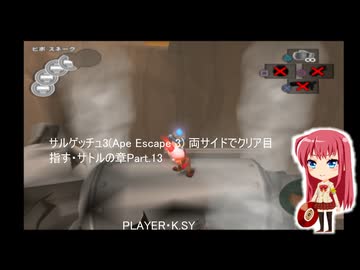 ピポ スネーク
サルゲッチュ3(Ape Escape 3) 両サイドでクリア目
指す・サトルの章Part.13
PLAYER・K.SY